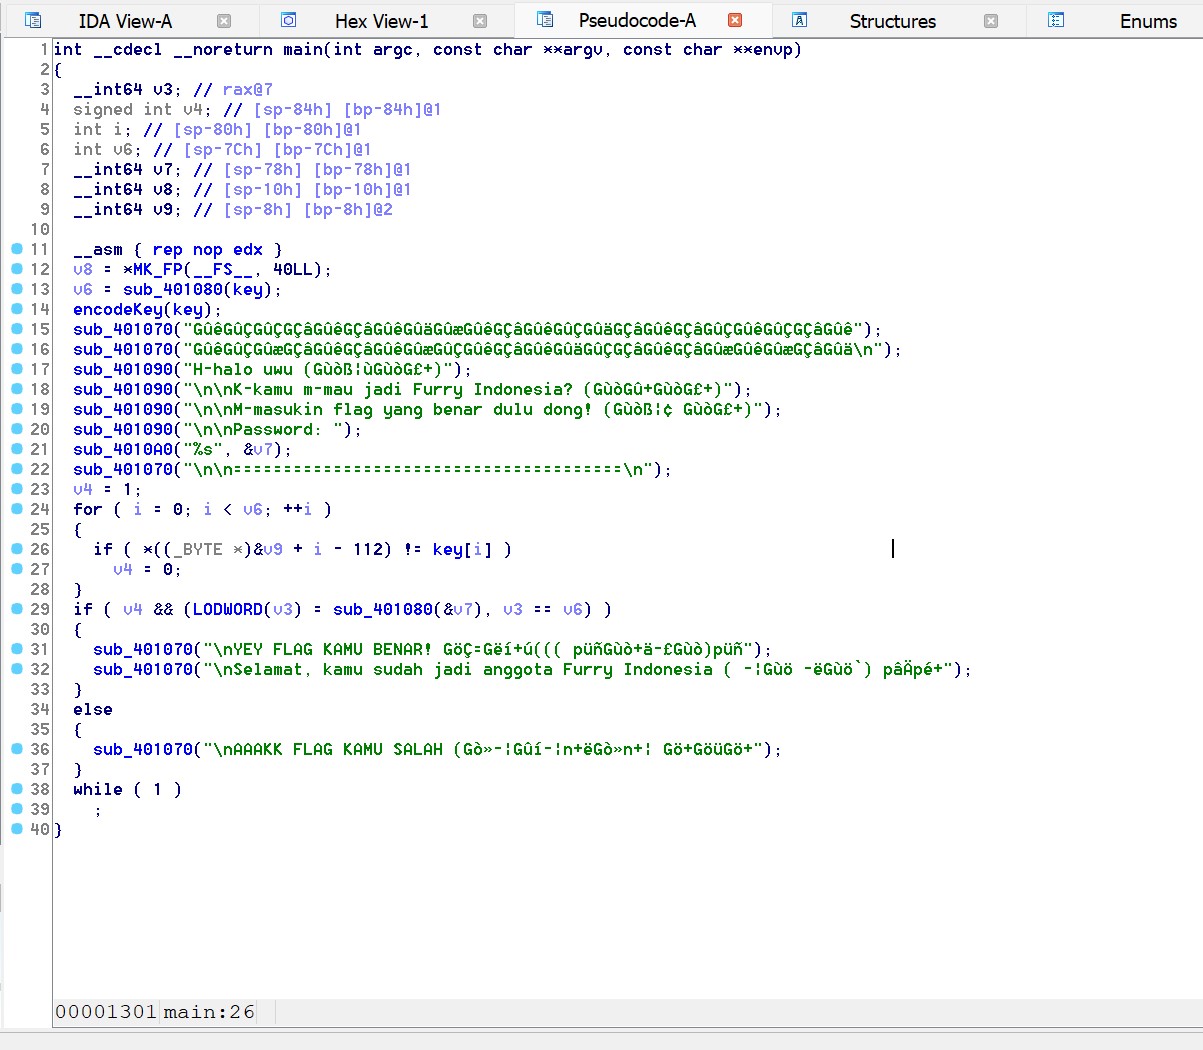 IDA View-A Hex View-1 Pseudocode-A Structures Enums
1 int __cdecl __noreturn main(int argc, const char **argv, const char **envp)
2 {
3 __int64 v3; // rax@7
4 signed int v4; // [sp-84h] [bp-84h]@1
5 int i; // [sp-80h] [bp-80h]@1
6 int v6; // [sp-7Ch] [bp-7Ch]@1
7 __int64 v7; // [sp-78h] [bp-78h]@1
8 __int64 v8; // [sp-10h] [bp-10h]@1
9 __int64 v9; // [sp-8h] [bp-8h]@2
10
11 __asm { rep nop edx }
12 v8 = *MK_FP(__FS__, 40LL);
13 v6 = sub_401080(key);
14 encodeKey(key);
15 sub_401070("GûêGûÇGûÇGÇâGûêGÇâGûêGûäGûæGûêGÇâGûêGûÇGûäGÇâGûêGÇâGûÇGûêGûÇGÇâGûê");
16 sub_401070("GûêGûÇGûæGÇâGûêGÇâGûêGûæGûÇGûêGÇâGûêGûäGûÇGÇâGûêGÇâGûæGûêGûæGÇâGûä\n");
17 sub_401090("H-halo uwu (Gùòß¦ùGùòG£+)");
18 sub_401090("\n\nK-kamu m-mau jadi Furry Indonesia? (GùòGû+GùòG£+)");
19 sub_401090("\n\nM-masukin flag yang benar dulu dong! (Gùòß¦¢ GùòG£+)");
20 sub_401090("\n\nPassword: ");
21 sub_4010A0("%s", &v7);
22 sub_401070("\n\n=======================================\n");
23 v4 = 1;
24 for ( i = 0; i < v6; ++i )
25 {
26 if ( *((_BYTE *)&v9 + i - 112) != key[i] )
27 v4 = 0;
28 }
29 if ( v4 && (LODWORD(v3) = sub_401080(&v7), v3 == v6) )
30 {
31 sub_401070("\nYEY FLAG KAMU BENAR! GöÇ=Gëí+ú((( püñGùò+ä-£Gùò)püñ");
32 sub_401070("\nSelamat, kamu sudah jadi anggota Furry Indonesia ( -¦Gùö -ëGùö`) pâÄpé+");
33 }
34 else
35 {
36 sub_401070("\nAAAKK FLAG KAMU SALAH (Gò»-¦Gûí-¦n+ëGò»n+¦ Gö+GöüGö+");
37 }
38 while ( 1 )
39 ;
40 }
00001301 main:26